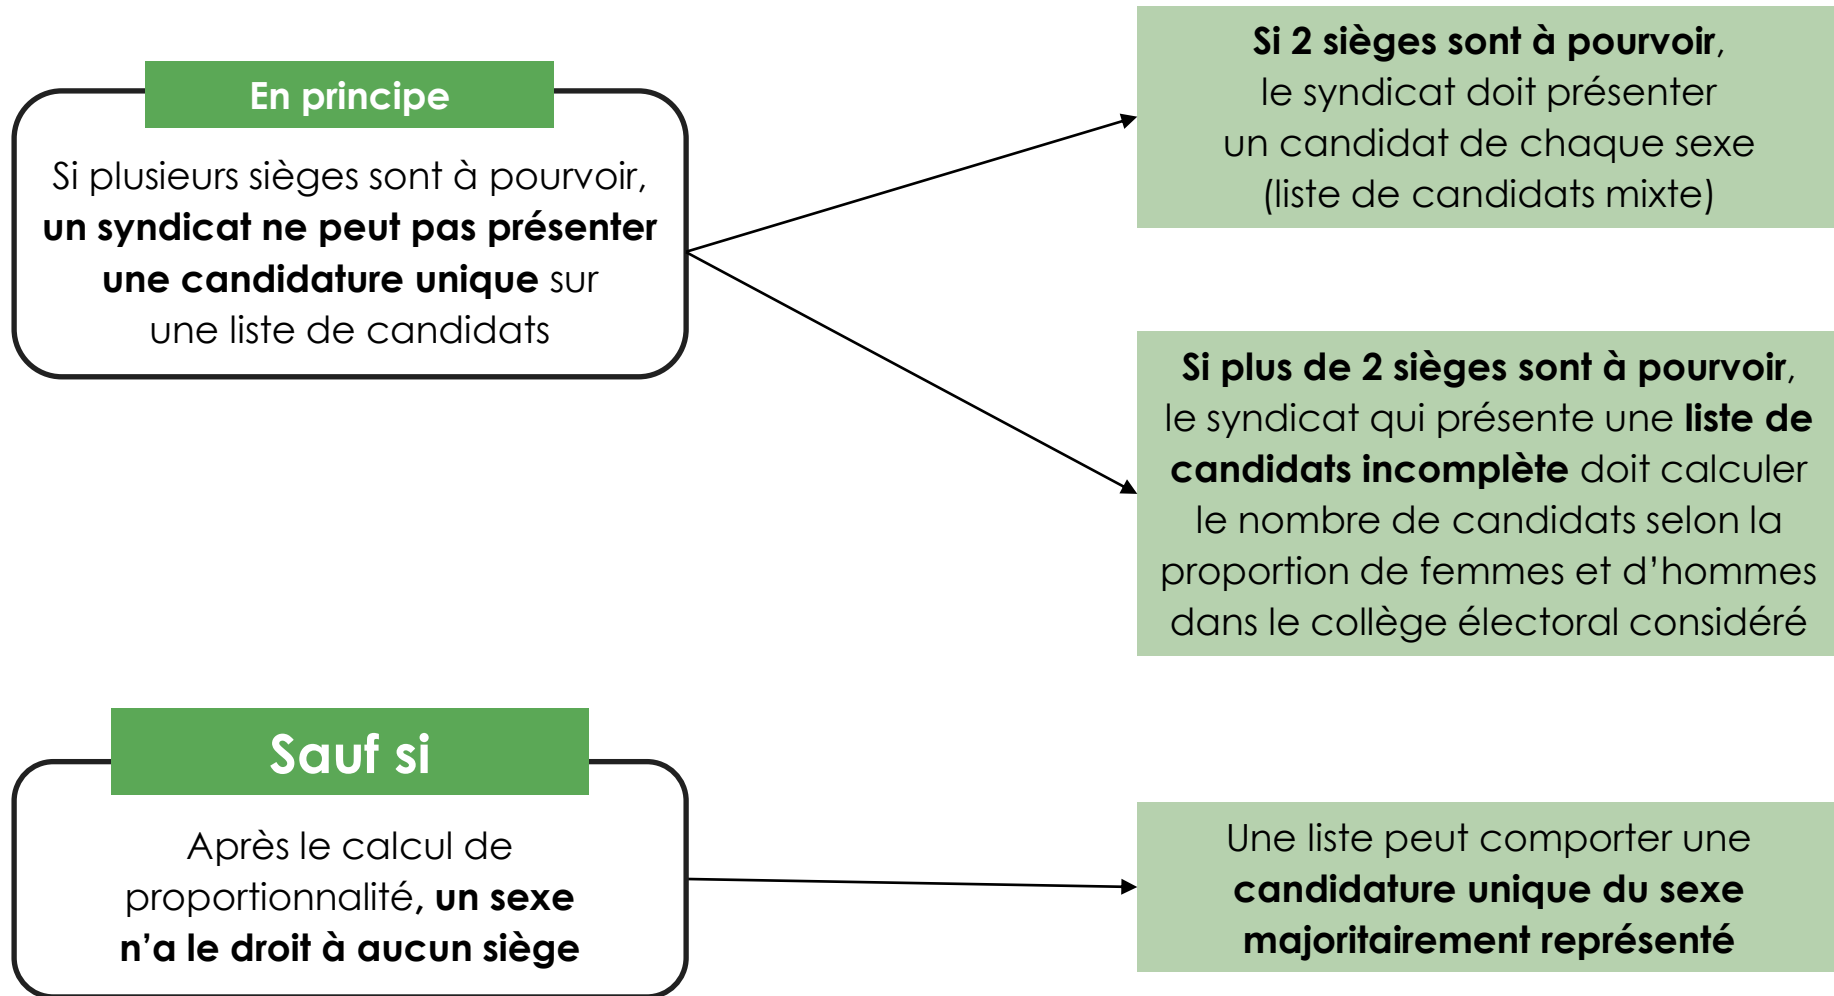 En principe
Si plusieurs sièges sont à pourvoir,
un syndicat ne peut pas présenter
une candidature unique sur
une liste de candidats
Si 2 sièges sont à pourvoir,
le syndicat doit présenter
un candidat de chaque sexe
(liste de candidats mixte)
Si plus de 2 sièges sont à pourvoir,
le syndicat qui présente une liste de
candidats incomplète doit calculer
le nombre de candidats selon la
proportion de femmes et d’hommes
dans le collège électoral considéré
Sauf si
Après le calcul de
proportionnalité, un sexe
n’a le droit à aucun siège
Une liste peut comporter une
candidature unique du sexe
majoritairement représenté